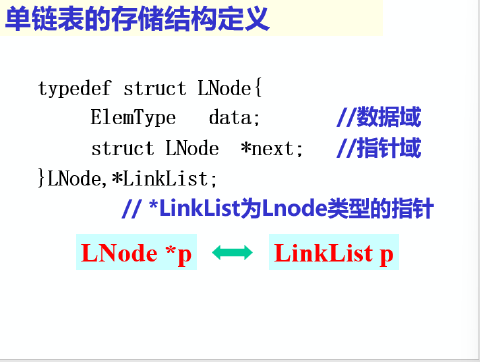 单链表的存储结构定义
typedef struct LNode{
ElemType data; //数据域
struct LNode *next; //指针域
}LNode,*LinkList;
// *LinkList为Lnode类型的指针
LNode *p LinkList p